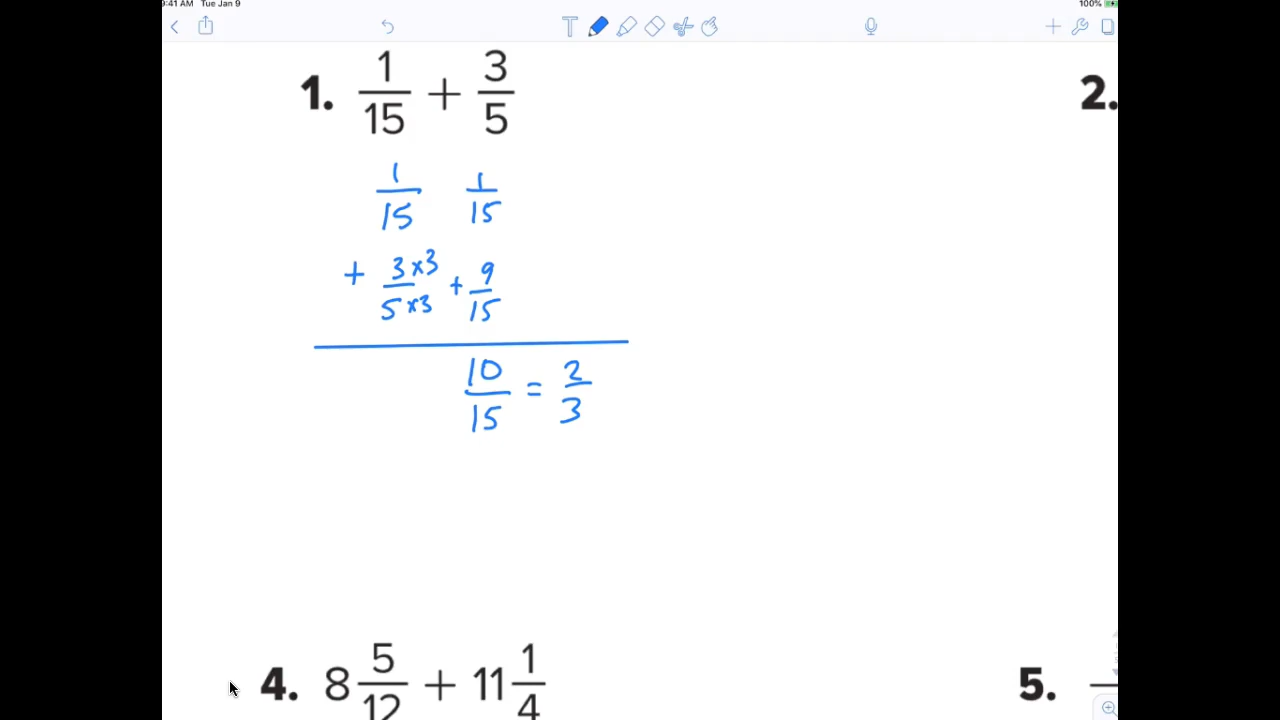 9:41 AM Tue Jan 9 100%
T
1. 1/15 + 3/5
2.
1/15 1/15
+ 3×3/5×3 + 9/15
10/15 = 2/3
4. 8 5/12 + 11 1/4
5.